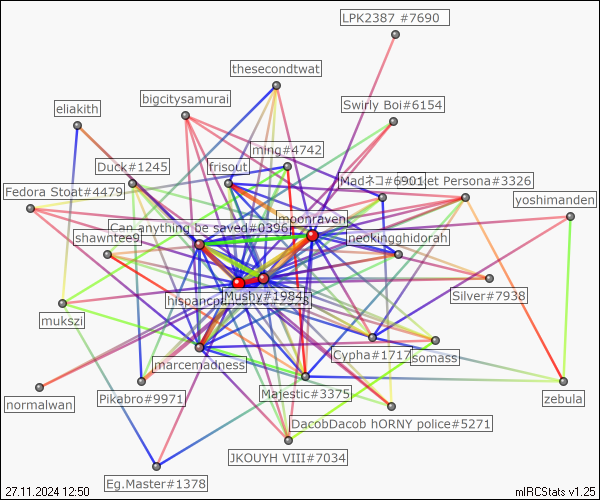 LPK2387 #7690
thesecondtwat
bigcitysamurai
Swirly Boi#6154
eliakith
ming#4742
Duck#1245
frisout
Madネコ#6901
et Persona#3326
Fedora Stoat#4479
yoshimanden
moonraven
Can anything be saved#0396
shawntee9
neokingghidorah
Mushy#1984
Silver#7938
mukszi
Cypha#1717
somass
marcemadness
Majestic#3375
normalwan
Pikabro#9971
zebula
DacobDacob hORNY police#5271
JKOUYH VIII#7034
Eg.Master#1378
27.11.2024 12:50
mIRCStats v1.25